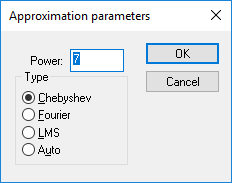 Approximation parameters
Power: 7
OK
Type
Cancel
Chebyshev
Fourier
LMS
Auto